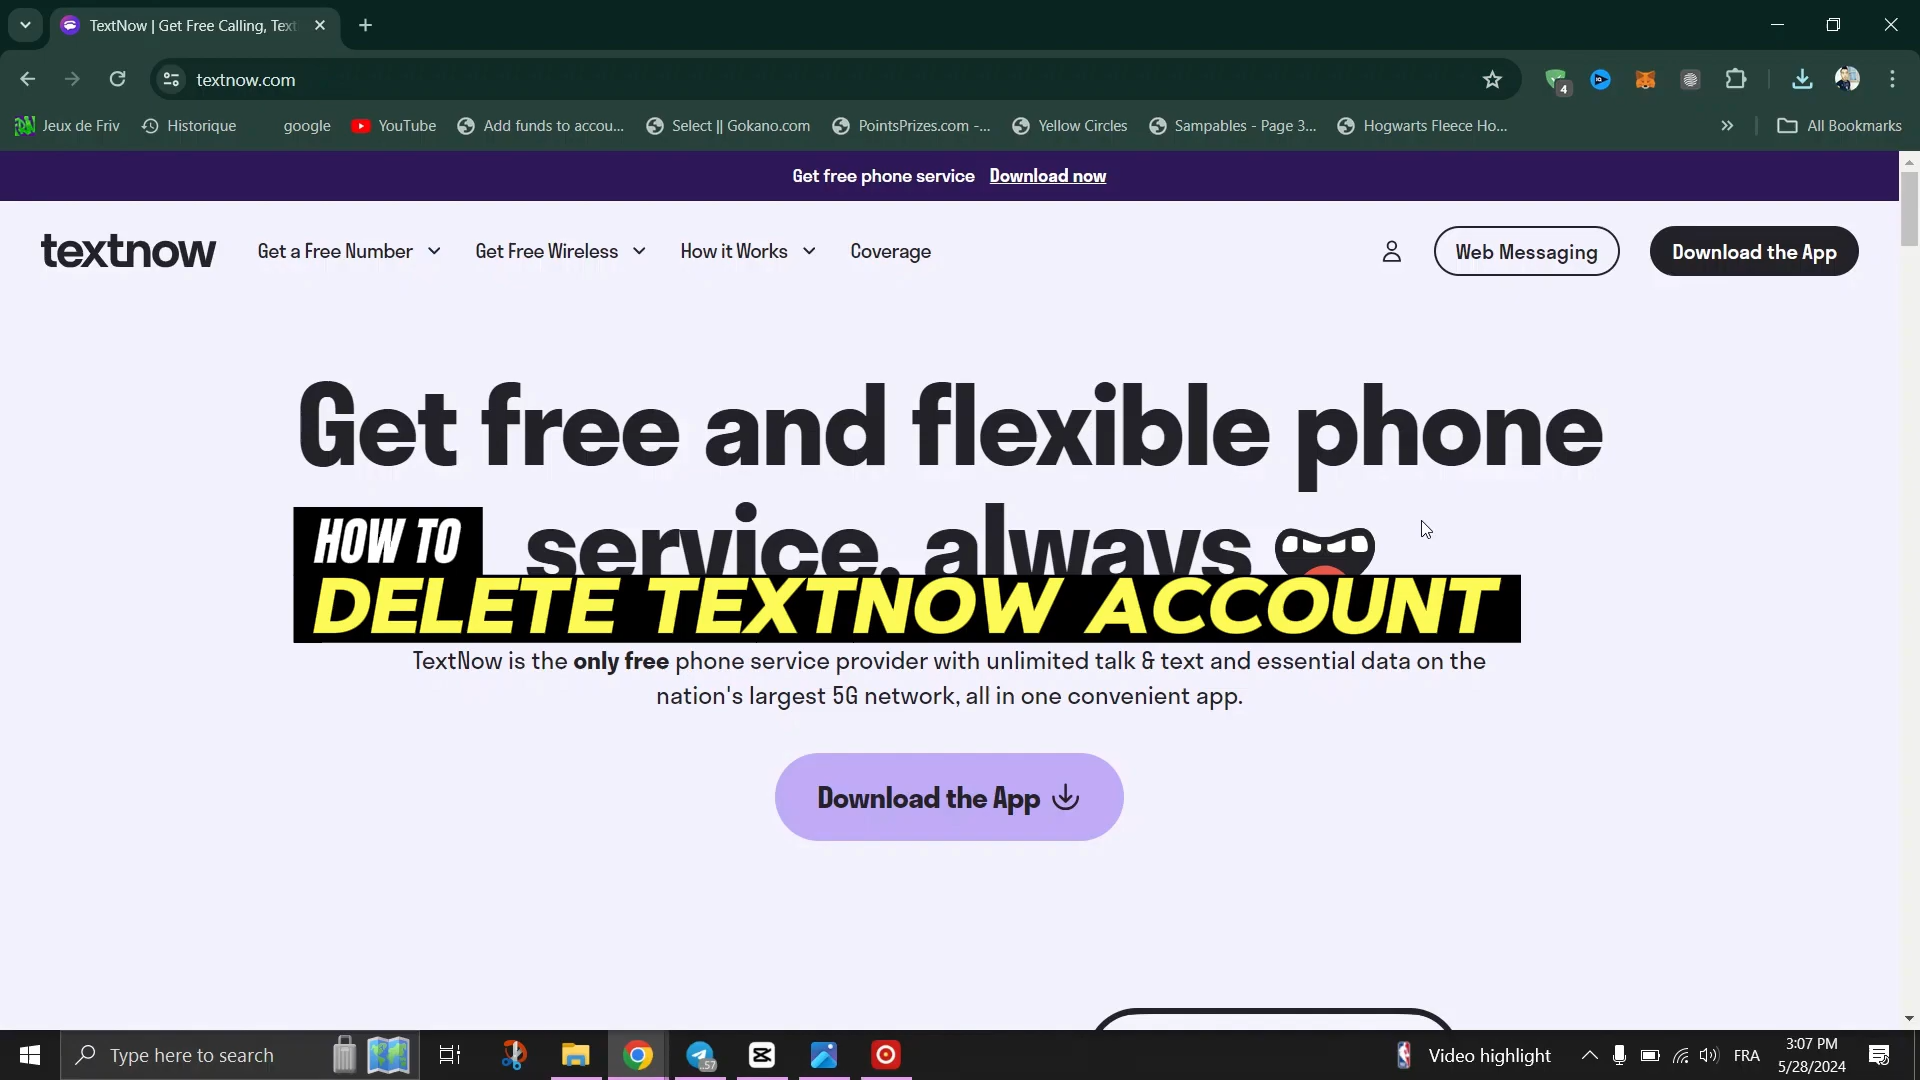 TextNow | Get Free Calling, Text
textnow.com
4
Jeux de Friv
Historique
google
YouTube
Add funds to accou...
Select || Gokano.com
PointsPrizes.com -...
Yellow Circles
Sampables - Page 3...
Hogwarts Fleece Ho...
All Bookmarks
Get free phone service Download now
textnow
Get a Free Number
Get Free Wireless
How it Works
Coverage
Web Messaging
Download the App
Get free and flexible phone
service, always
HOW TO
DELETE TEXTNOW ACCOUNT
TextNow is the only free phone service provider with unlimited talk & text and essential data on the
nation's largest 5G network, all in one convenient app.
Download the App
Type here to search
57
Video highlight
FRA
3:07 PM
5/28/2024